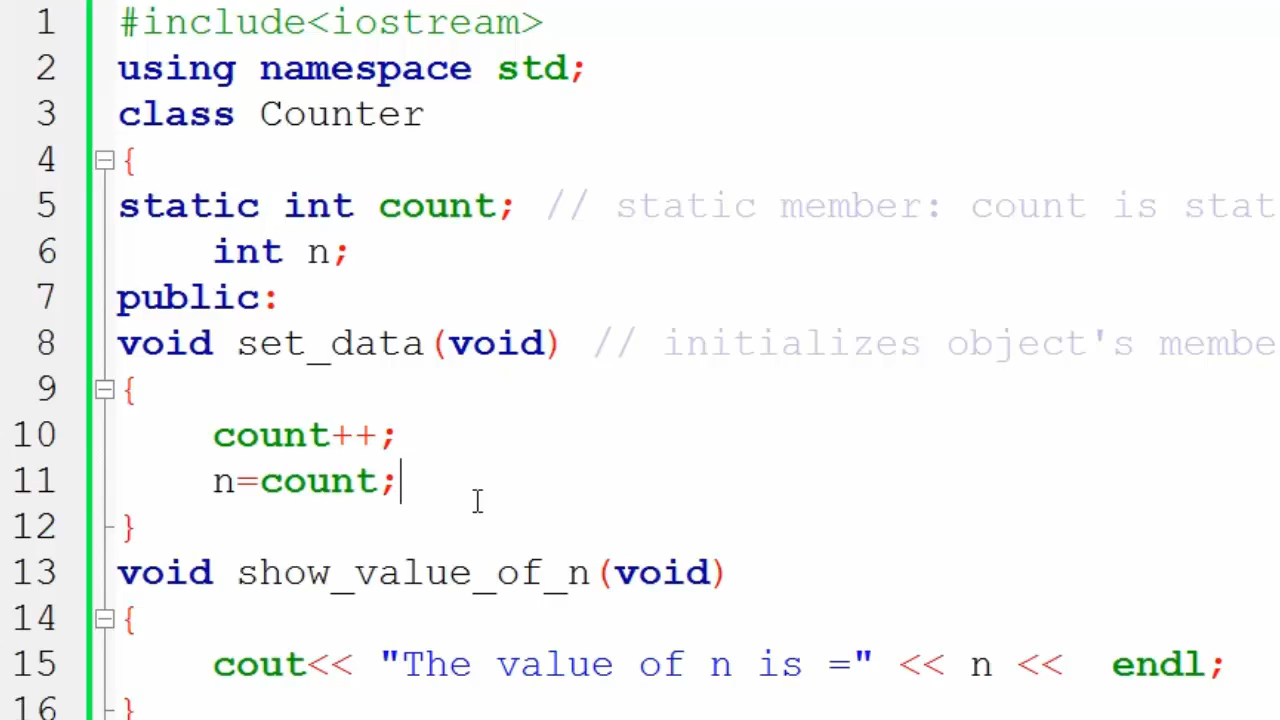 1 #include<iostream>
2 using namespace std;
3 class Counter
4 {
5 static int count; // static member: count is stat
6 int n;
7 public:
8 void set_data(void) // initializes object's membe
9 {
10 count++;
11 n=count;
12 }
13 void show_value_of_n(void)
14 {
15 cout<< "The value of n is =" << n << endl;
16 }